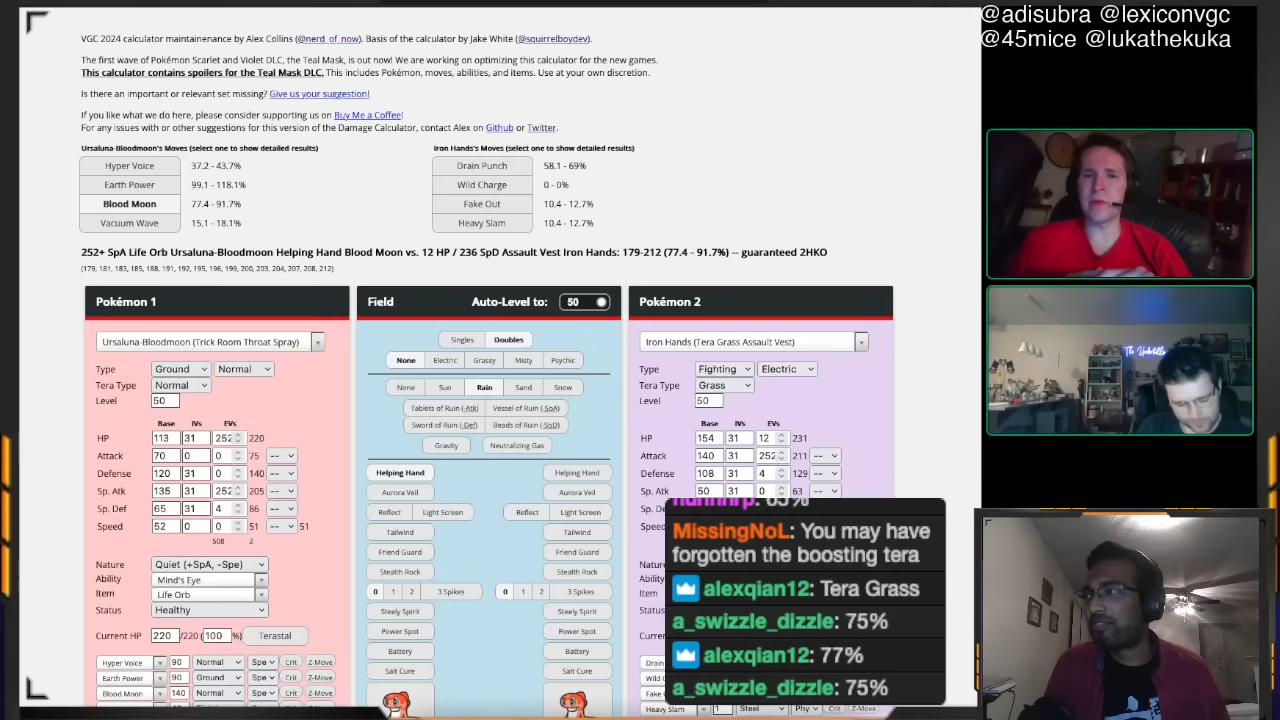 @adisubra @lexiconvgc
@45mice @lukathekuka
VGC 2024 calculator maintainenance by Alex Collins (@nerd_of_now). Basis of the calculator by Jake White (@squirrelboydev).
The first wave of Pokémon Scarlet and Violet DLC, the Teal Mask, is out now! We are working on optimizing this calculator for the new games.
This calculator contains spoilers for the Teal Mask DLC. This includes Pokémon, moves, abilities, and items. Use at your own discretion.
Is there an important or relevant set missing? Give us your suggestion!
If you like what we do here, please consider supporting us on Buy Me a Coffee!
For any issues with or other suggestions for this version of the Damage Calculator, contact Alex on Github or Twitter.
Ursaluna-Bloodmoon's Moves (select one to show detailed results)
Hyper Voice 37.2 - 43.7%
Earth Power 99.1 - 118.1%
Blood Moon 77.4 - 91.7%
Vacuum Wave 15.1 - 18.1%
Iron Hands's Moves (select one to show detailed results)
Drain Punch 58.1 - 69%
Wild Charge 0 - 0%
Fake Out 10.4 - 12.7%
Heavy Slam 10.4 - 12.7%
252+ SpA Life Orb Ursaluna-Bloodmoon Helping Hand Blood Moon vs. 12 HP / 236 SpD Assault Vest Iron Hands: 179-212 (77.4 - 91.7%) -- guaranteed 2HKO
(179, 181, 183, 185, 188, 191, 192, 195, 196, 199, 200, 203, 204, 207, 208, 212)
Pokémon 1
Ursaluna-Bloodmoon (Trick Room Throat Spray)
Type Ground Normal
Tera Type Normal
Level 50
Base IVs EVs
HP 113 31 252 220
Attack 70 0 0 75 --
Defense 120 31 0 140 --
Sp. Atk 135 31 252 205 --
Sp. Def 65 31 4 86 --
Speed 52 0 0 51 -- 51
508 2
Nature Quiet (+SpA, -Spe)
Ability Mind's Eye
Item Life Orb
Status Healthy
Current HP 220 /220 (100 %) Terastal
Hyper Voice 90 Normal Spe Crit Z-Move
Earth Power 90 Ground Spe Crit Z-Move
Blood Moon 140 Normal Spe Crit Z-Move
Field Auto-Level to: 50
Singles Doubles
None Electric Grassy Misty Psychic
None Sun Rain Sand Snow
Tablets of Ruin (-Atk) Vessel of Ruin (-SpA)
Sword of Ruin (-Def) Beads of Ruin (-SpD)
Gravity Neutralizing Gas
Helping Hand Helping Hand
Aurora Veil Aurora Veil
Reflect Light Screen Reflect Light Screen
Tailwind Tailwind
Friend Guard Friend Guard
Stealth Rock Stealth Rock
0 1 2 3 Spikes 0 1 2 3 Spikes
Steely Spirit Steely Spirit
Power Spot Power Spot
Battery Battery
Salt Cure Salt Cure
Pokémon 2
Iron Hands (Tera Grass Assault Vest)
Type Fighting Electric
Tera Type Grass
Level 50
Base IVs EVs
HP 154 31 12 231
Attack 140 31 252 211 --
Defense 108 31 4 129 --
Sp. Atk 50 31 0 63 --
Sp. Def
Speed
Ability
Item
Status
Heavy Slam 1 Steel Phy Crit Z-Move
MissingNoL: You may have
forgotten the boosting tera
alexqian12: Tera Grass
a_swizzle_dizzle: 75%
alexqian12: 77%
a_swizzle_dizzle: 75%